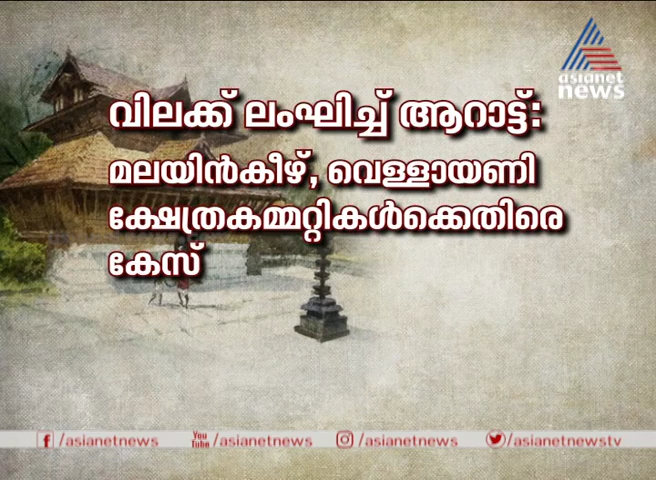 asianet
news
വിലക്ക് ലംഘിച്ച് ആറാട്ട്:
മലയിൻകീഴ്, വെള്ളായണി
ക്ഷേത്രകമ്മറ്റികൾക്കെതിരെ
കേസ്
f /asianetnews You Tube /asianetnews /asianetnews /asianetnewstv